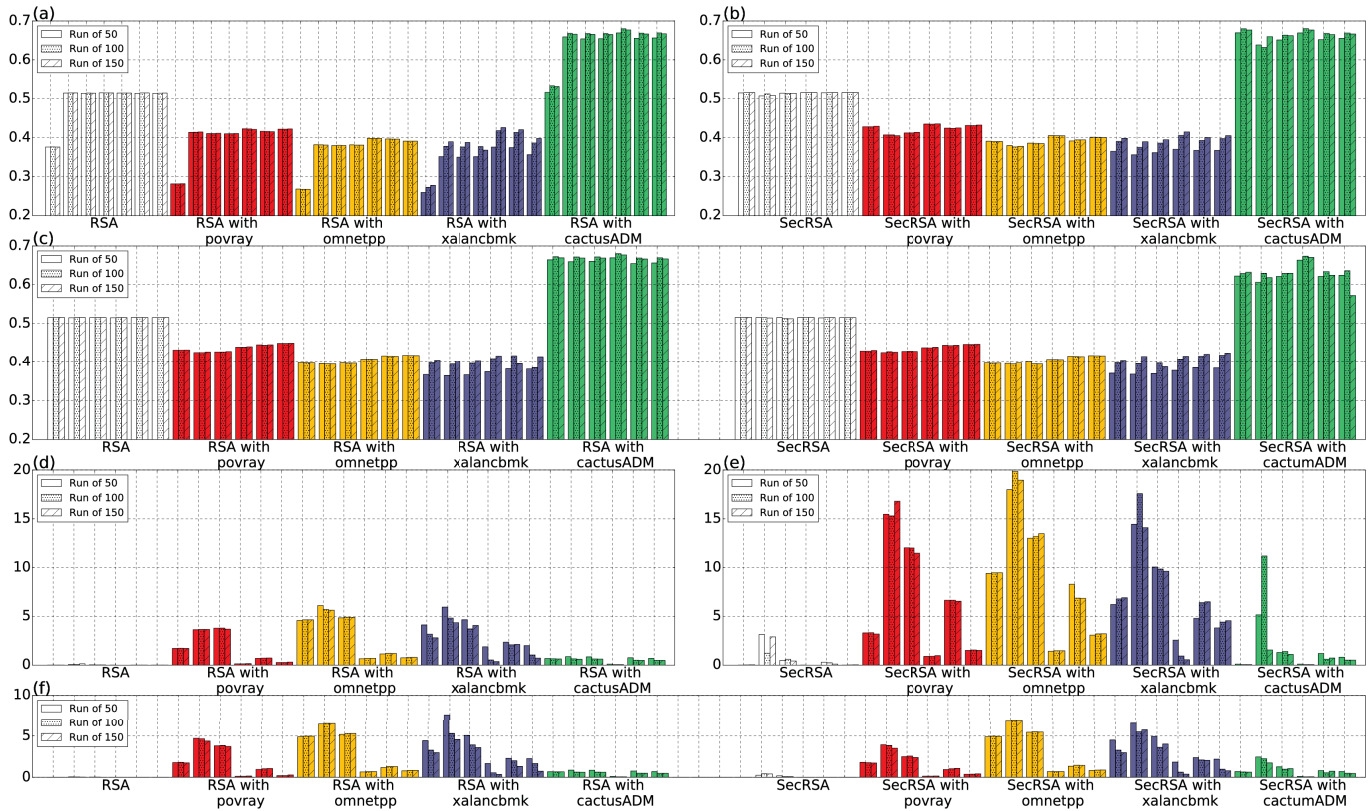 (a)
0.7
0.6
0.5
0.4
0.3
0.2
Run of 50
Run of 100
Run of 150
RSA
RSA with
povray
RSA with
omnetpp
RSA with
xalancbmk
RSA with
cactusADM
(b)
0.7
0.6
0.5
0.4
0.3
0.2
Run of 50
Run of 100
Run of 150
SecRSA
SecRSA with
povray
SecRSA with
omnetpp
SecRSA with
xalancbmk
SecRSA with
cactusADM
(c)
0.7
0.6
0.5
0.4
0.3
0.2
Run of 50
Run of 100
Run of 150
RSA
RSA with
povray
RSA with
omnetpp
RSA with
xalancbmk
RSA with
cactusADM
SecRSA
SecRSA with
povray
SecRSA with
omnetpp
SecRSA with
xalancbmk
SecRSA with
cactumADM
(d)
20
15
10
5
0
Run of 50
Run of 100
Run of 150
RSA
RSA with
povray
RSA with
omnetpp
RSA with
xalancbmk
RSA with
cactusADM
(e)
20
15
10
5
0
Run of 50
Run of 100
Run of 150
SecRSA
SecRSA with
povray
SecRSA with
omnetpp
SecRSA with
xalancbmk
SecRSA with
cactusADM
(f)
10
5
0
Run of 50
Run of 100
Run of 150
RSA
RSA with
povray
RSA with
omnetpp
RSA with
xalancbmk
RSA with
cactusADM
SecRSA
SecRSA with
povray
SecRSA with
omnetpp
SecRSA with
xalancbmk
SecRSA with
cactumADM